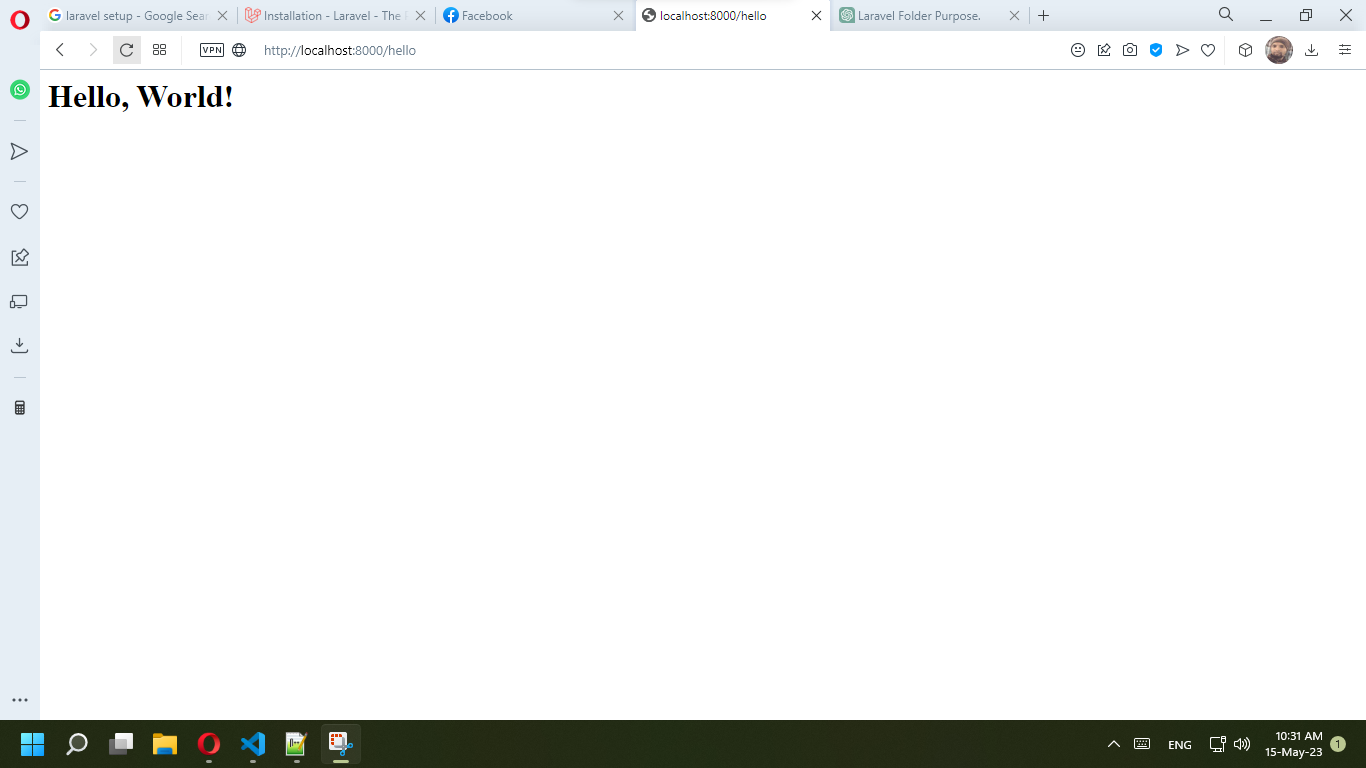 laravel setup - Google Sear
Installation - Laravel - The P
Facebook
localhost:8000/hello
Laravel Folder Purpose.
VPN
http://localhost:8000/hello
Hello, World!
ENG
10:31 AM
15-May-23
1